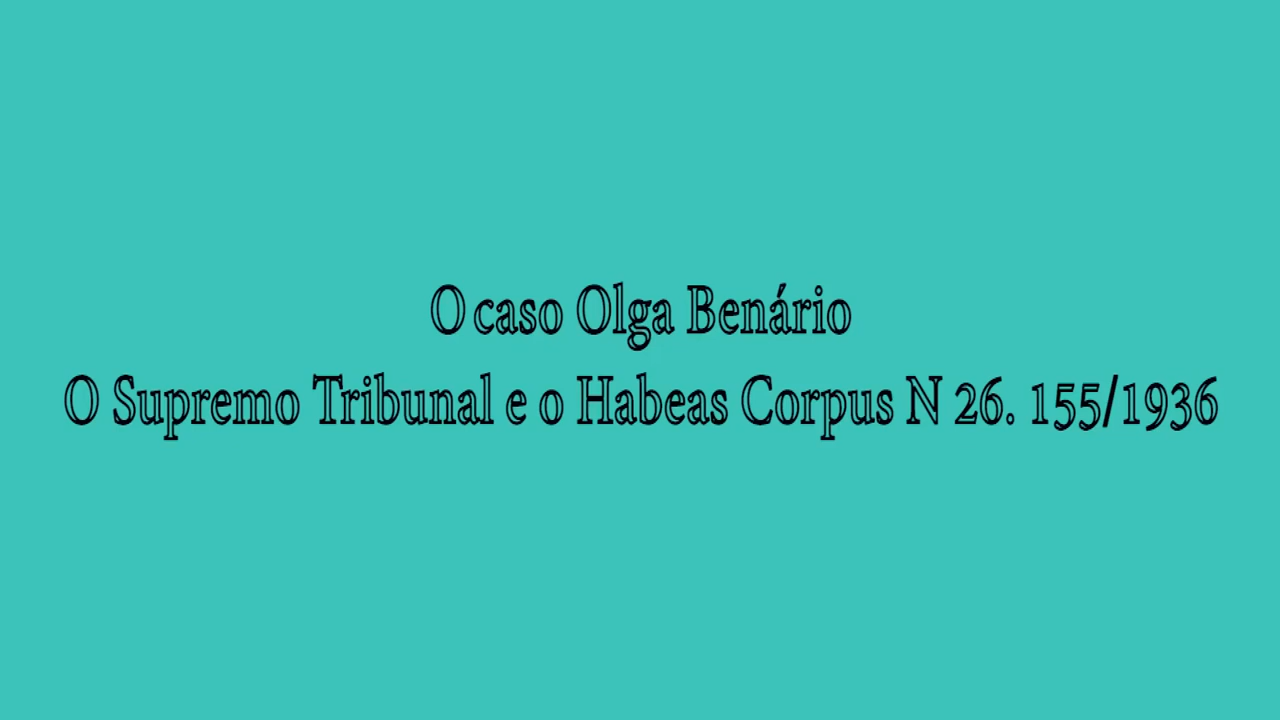 O caso Olga Benário
O Supremo Tribunal e o Habeas Corpus N 26. 155/1936